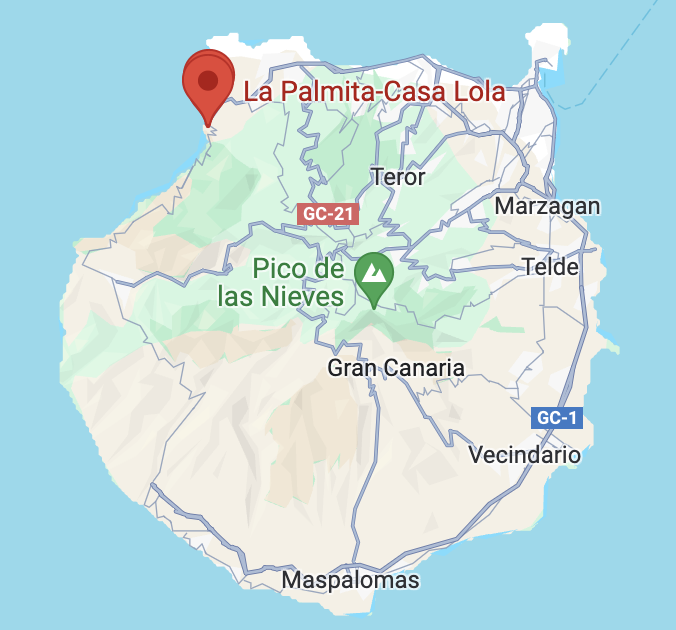 La Palmita-Casa Lola
Teror
Marzagan
GC-21
Pico de
las Nieves
Telde
Gran Canaria
GC-1
Vecindario
Maspalomas